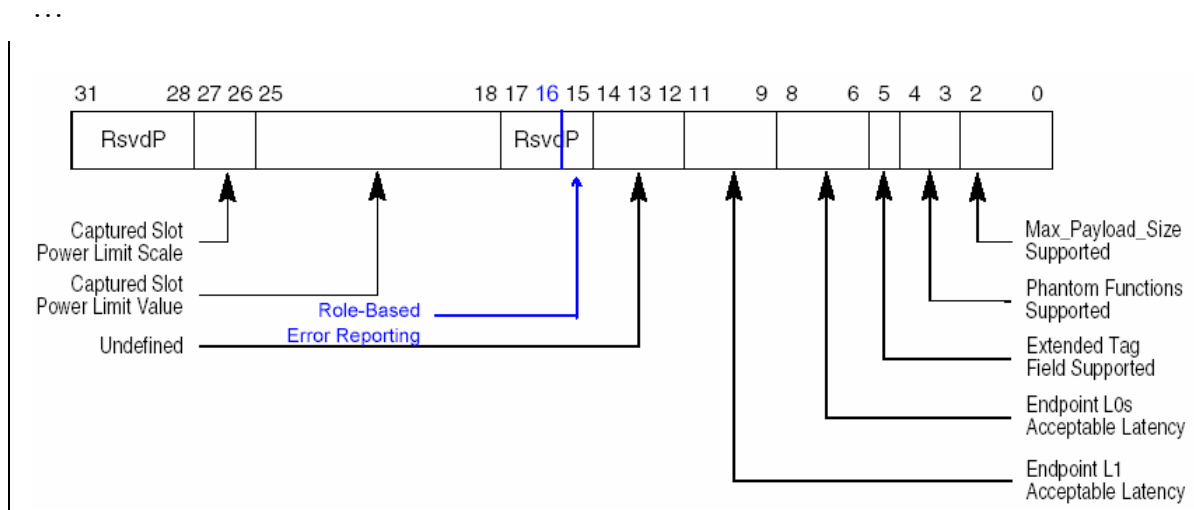 ...
31 28 27 26 25 18 17 16 15 14 13 12 11 9 8 6 5 4 3 2 0
RsvdP RsvdP
Captured Slot
Power Limit Scale
Captured Slot
Power Limit Value
Role-Based
Error Reporting
Undefined
Max_Payload_Size
Supported
Phantom Functions
Supported
Extended Tag
Field Supported
Endpoint L0s
Acceptable Latency
Endpoint L1
Acceptable Latency